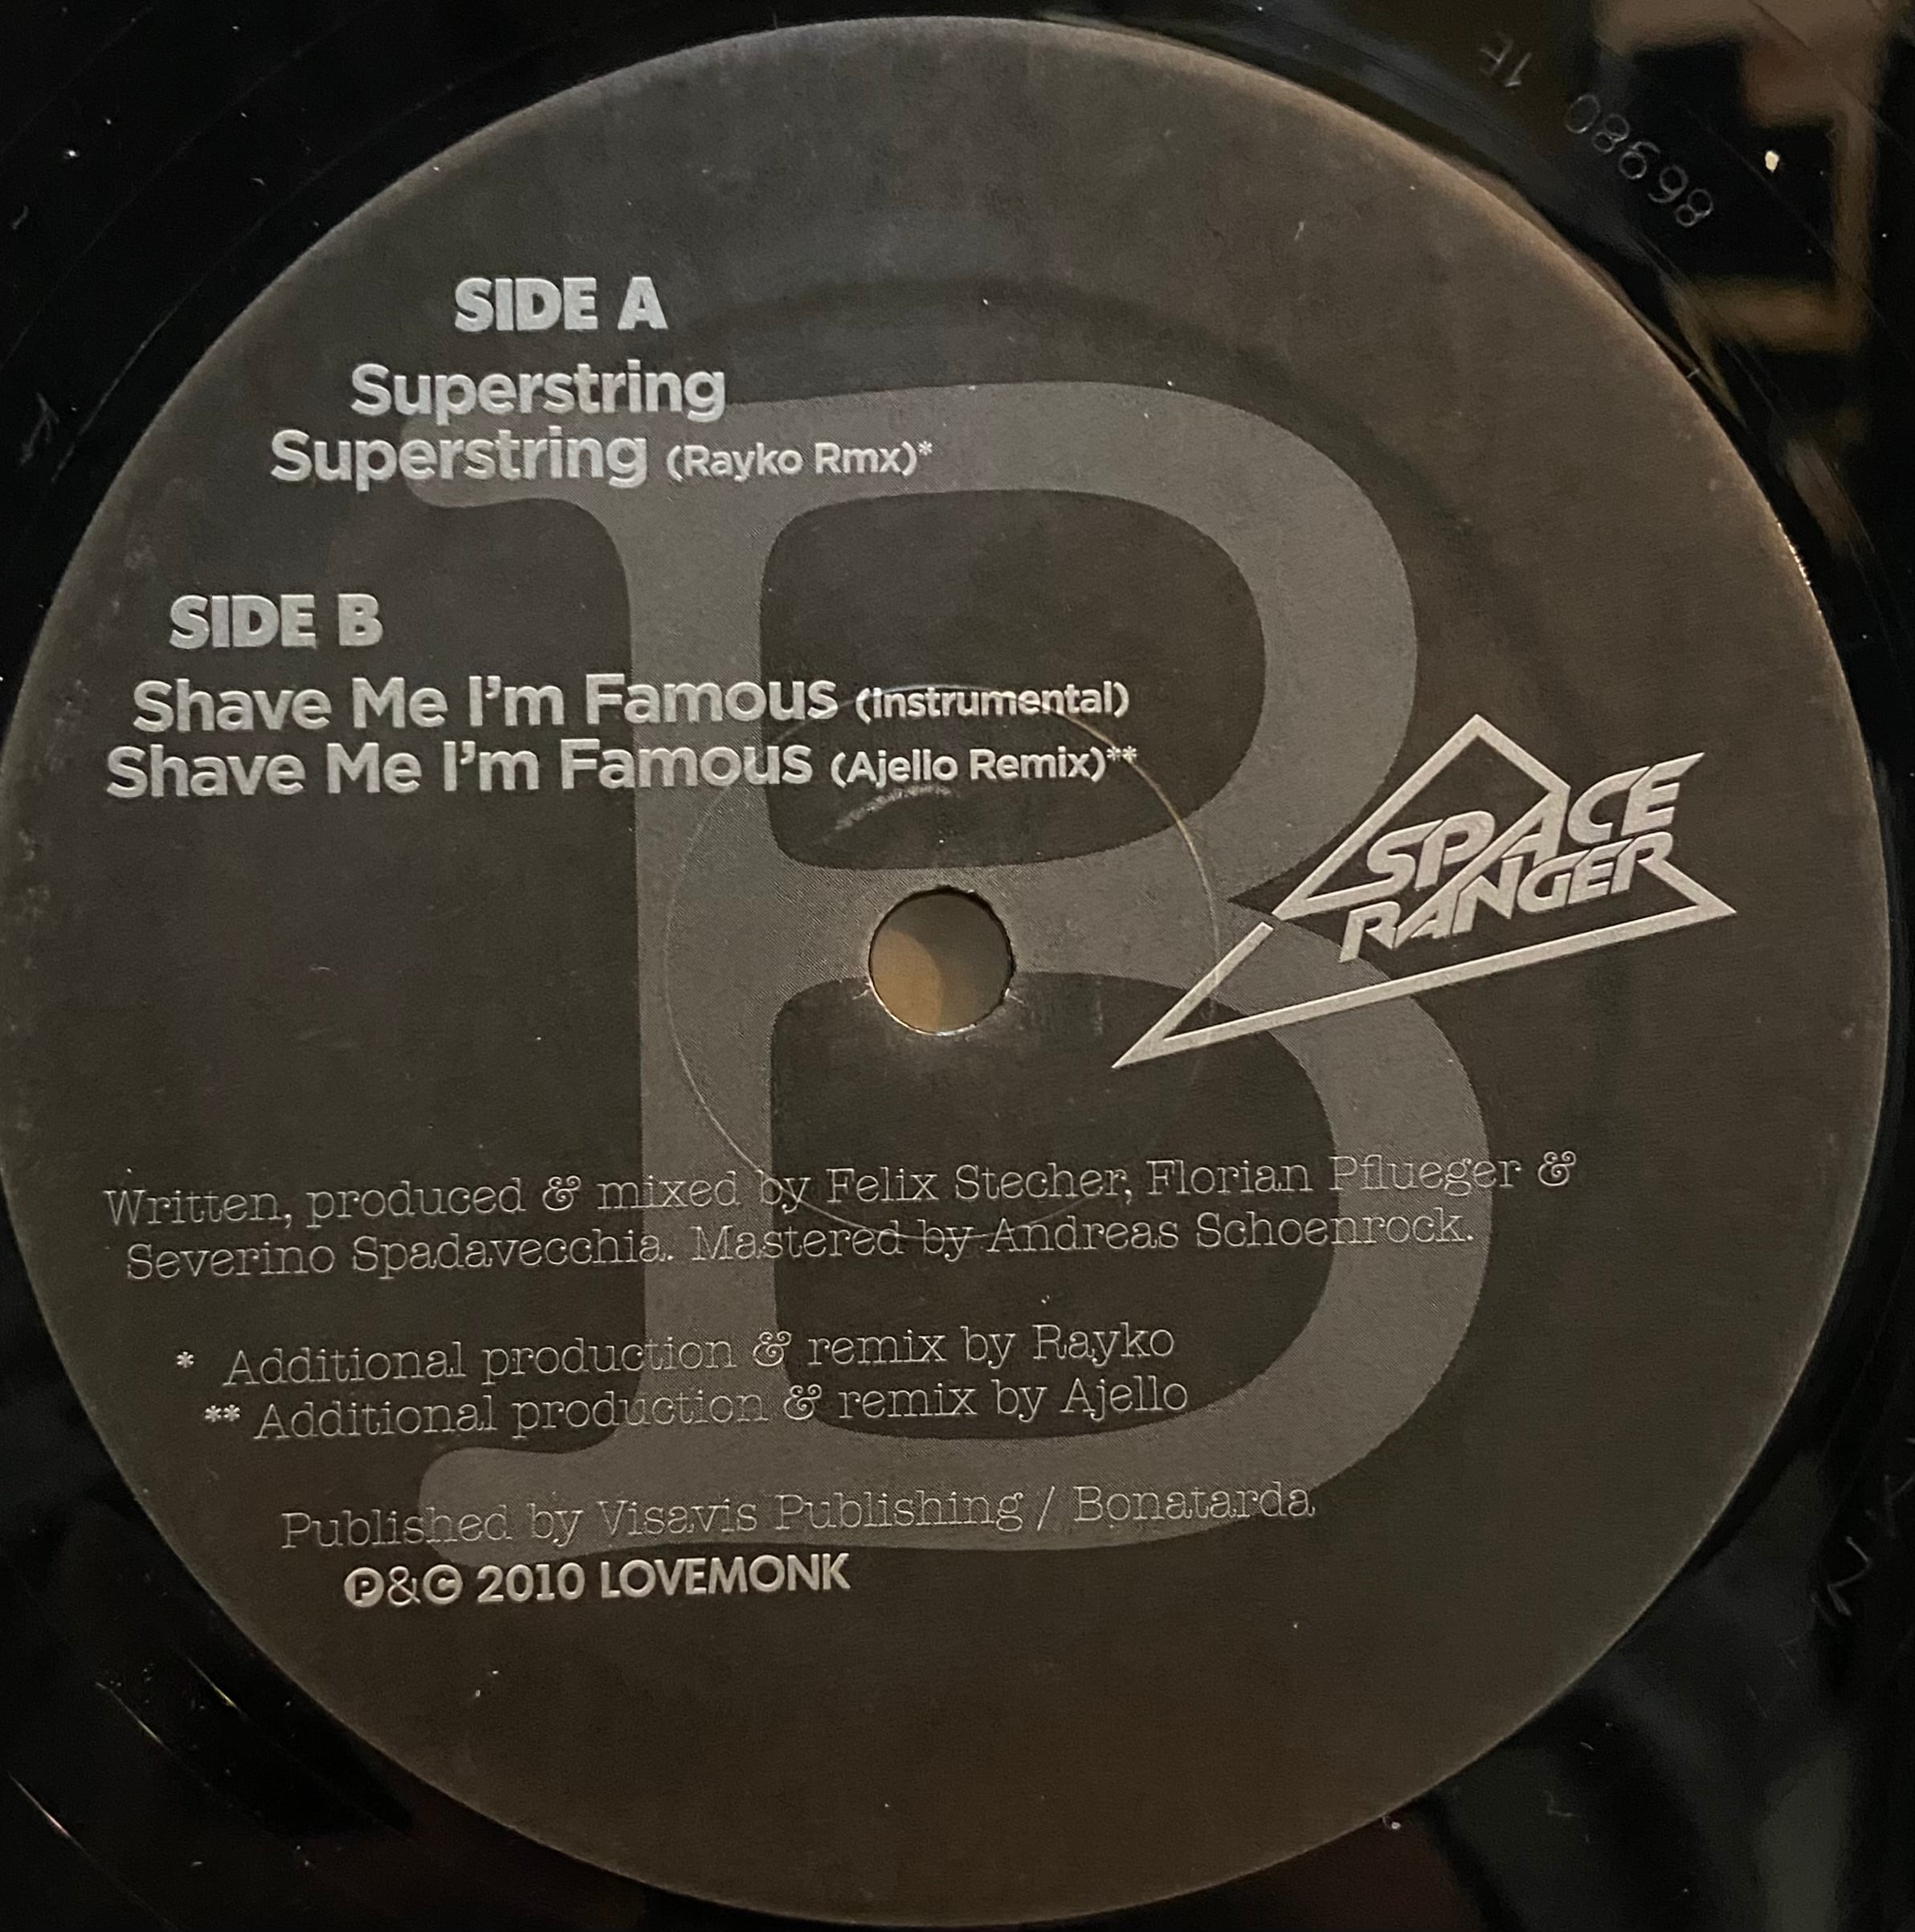 SIDE A
Superstring
Superstring (Rayko Rmx)*
SIDE B
Shave Me I'm Famous (Instrumental)
Shave Me I'm Famous (Ajello Remix)**
B
SPACE
RANGER
Written, produced & mixed by Felix Stecher, Florian Pflueger &
Severino Spadavecchia. Mastered by Andreas Schoenrock.
* Additional production & remix by Rayko
** Additional production & remix by Ajello
Published by Visavis Publishing / Bonatarda
℗&© 2010 LOVEMONK